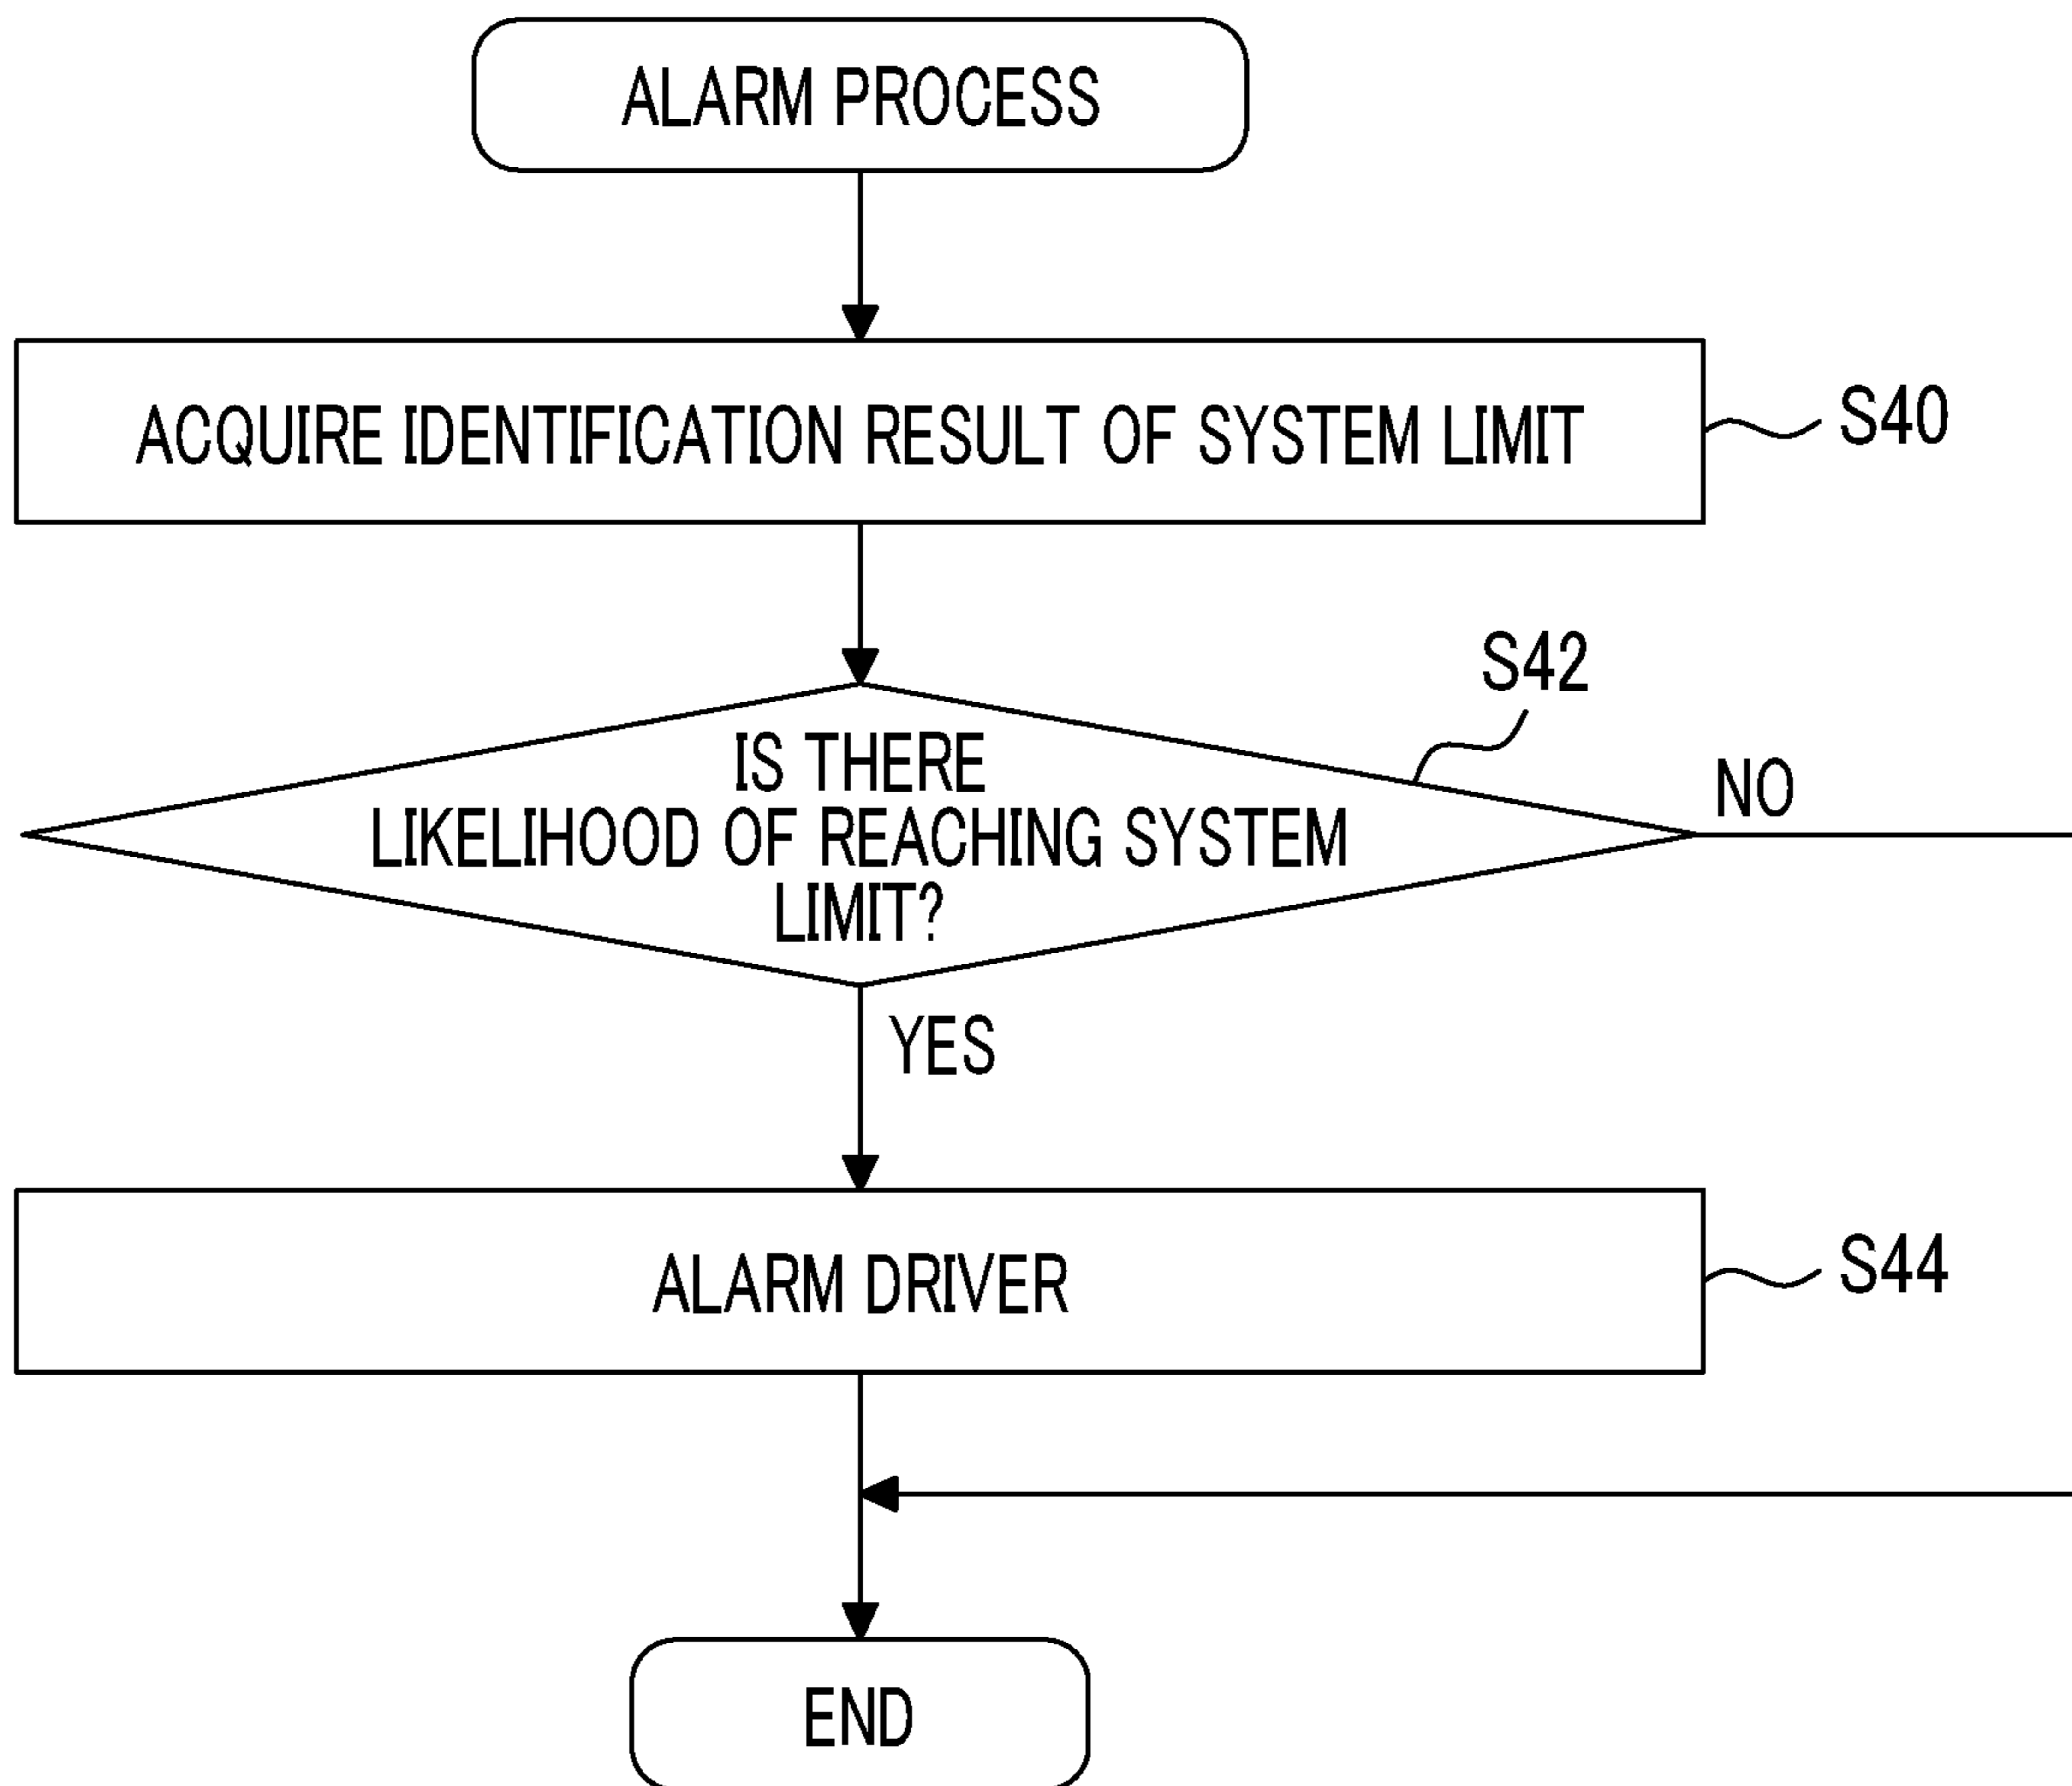 ALARM PROCESS
ACQUIRE IDENTIFICATION RESULT OF SYSTEM LIMIT
S40
S42
IS THERE
LIKELIHOOD OF REACHING SYSTEM
LIMIT?
NO
YES
ALARM DRIVER
S44
END